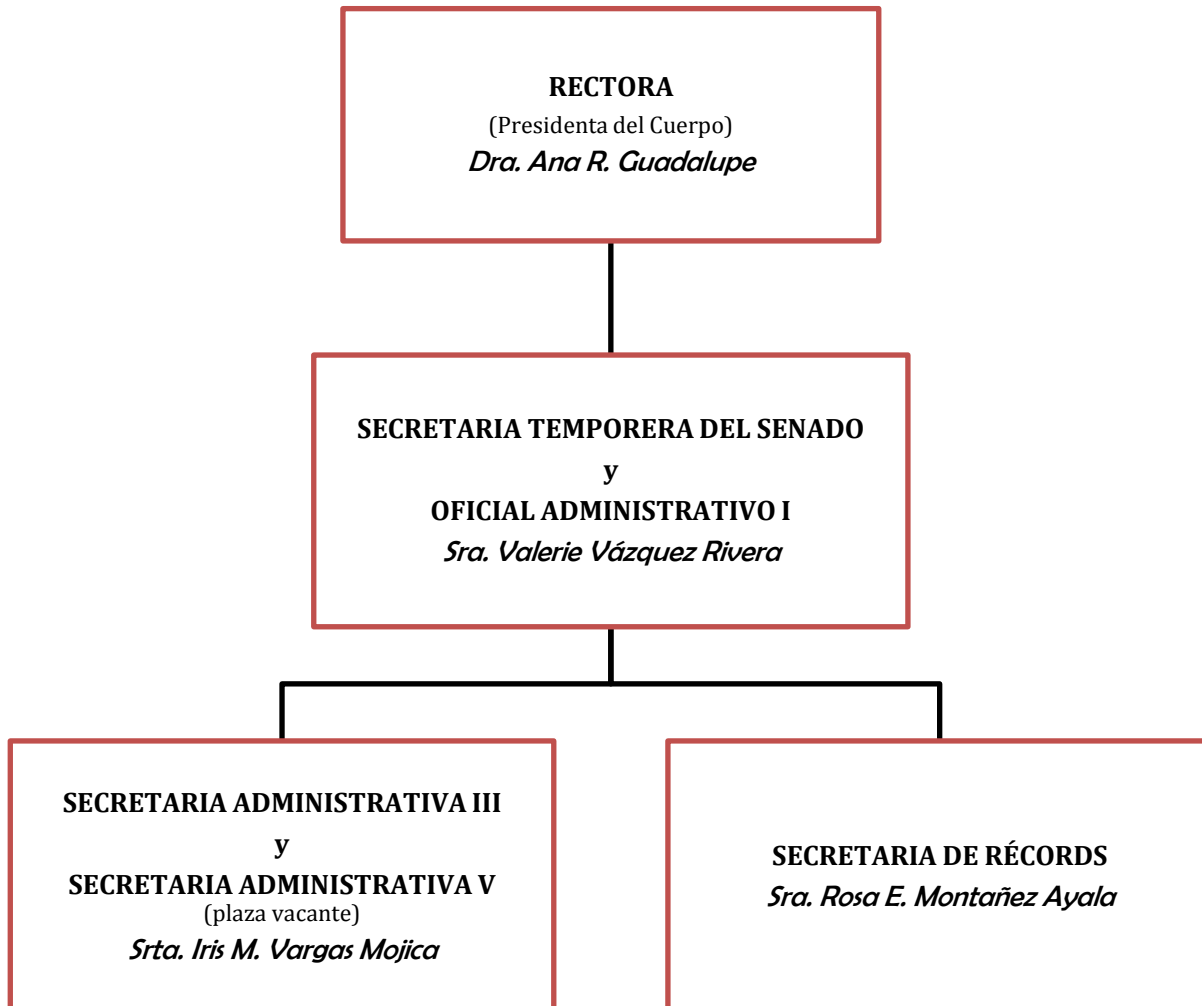 RECTORA
(Presidenta del Cuerpo)
Dra. Ana R. Guadalupe
SECRETARIA TEMPORERA DEL SENADO
y
OFICIAL ADMINISTRATIVO I
Sra. Valerie Vázquez Rivera
SECRETARIA ADMINISTRATIVA III
y
SECRETARIA ADMINISTRATIVA V
(plaza vacante)
Srta. Iris M. Vargas Mojica
SECRETARIA DE RÉCORDS
Sra. Rosa E. Montañez Ayala